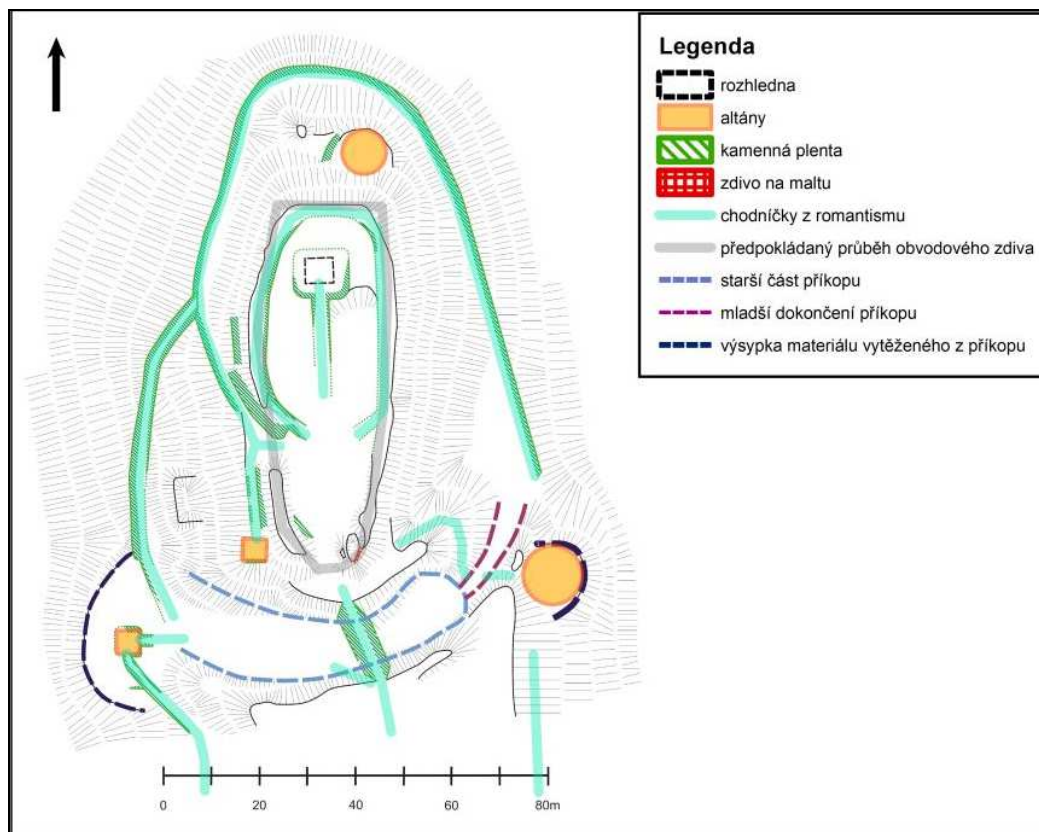 Legenda
rozhledna
altány
kamenná plenta
zdivo na maltu
chodníčky z romantismu
předpokládaný průběh obvodového zdiva
starší část příkopu
mladší dokončení příkopu
výsypka materiálu vytěženého z příkopu
0 20 40 60 80m